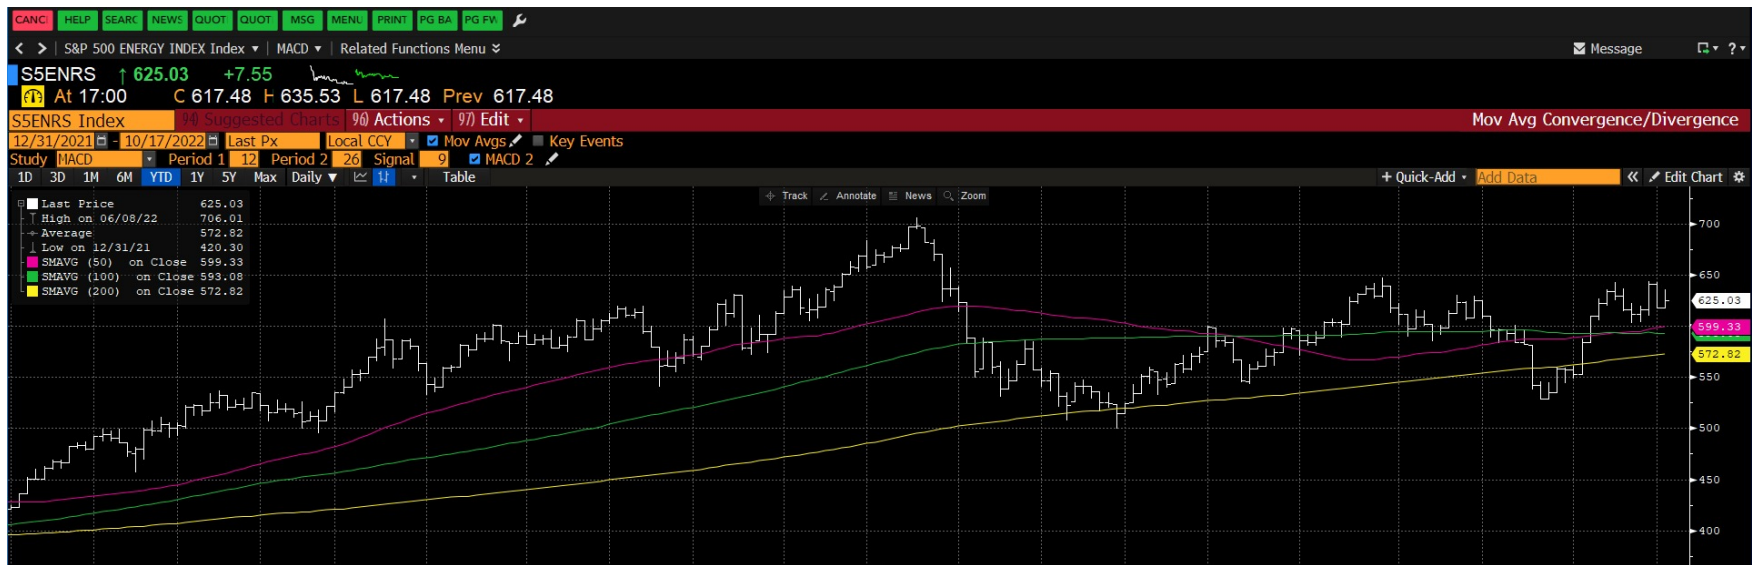 CANC HELP SEARC NEWS QUOT QUOT MSG MENU PRINT PG BA PG FW
S&P 500 ENERGY INDEX Index MACD Related Functions Menu Message ?
S5ENRS ↑ 625.03 +7.55
At 17:00 C 617.48 H 635.53 L 617.48 Prev 617.48
S5ENRS Index 94) Suggested Charts 96) Actions 97) Edit Mov Avg Convergence/Divergence
12/31/2021 - 10/17/2022 Last Px Local CCY Mov Avgs Key Events
Study MACD Period 1 12 Period 2 26 Signal 9 MACD 2
1D 3D 1M 6M YTD 1Y 5Y Max Daily ▼ Table + Quick-Add Add Data « Edit Chart
Track Annotate News Zoom
Last Price 625.03
High on 06/08/22 706.01
Average 572.82
Low on 12/31/21 420.30
SMAVG (50) on Close 599.33
SMAVG (100) on Close 593.08
SMAVG (200) on Close 572.82
700
650
625.03
599.33
572.82
550
500
450
400